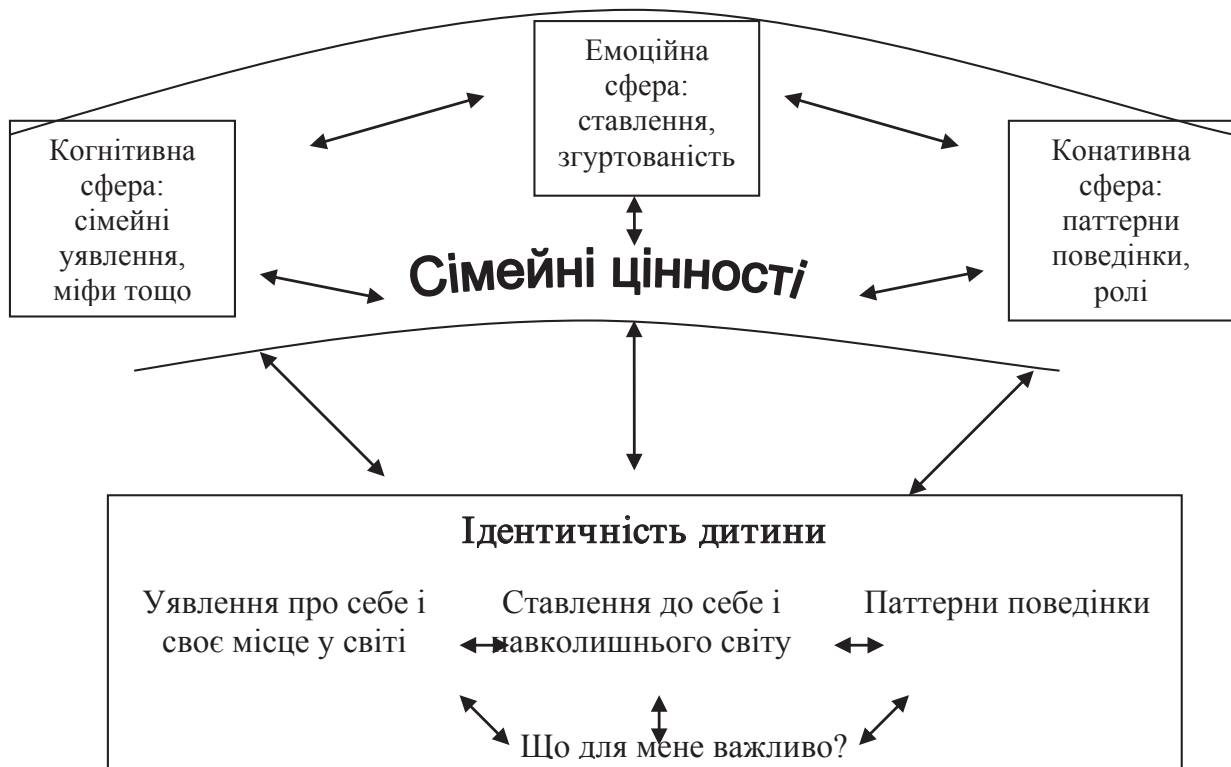 Емоційна
сфера:
ставлення,
згуртованість
Когнітивна
сфера:
сімейні
уявлення,
міфи тощо
Конативна
сфера:
паттерни
поведінки,
ролі
Сімейні цінності
Ідентичність дитини
Уявлення про себе і
своє місце у світі
Ставлення до себе і
навколишнього світу
Паттерни поведінки
Що для мене важливо?